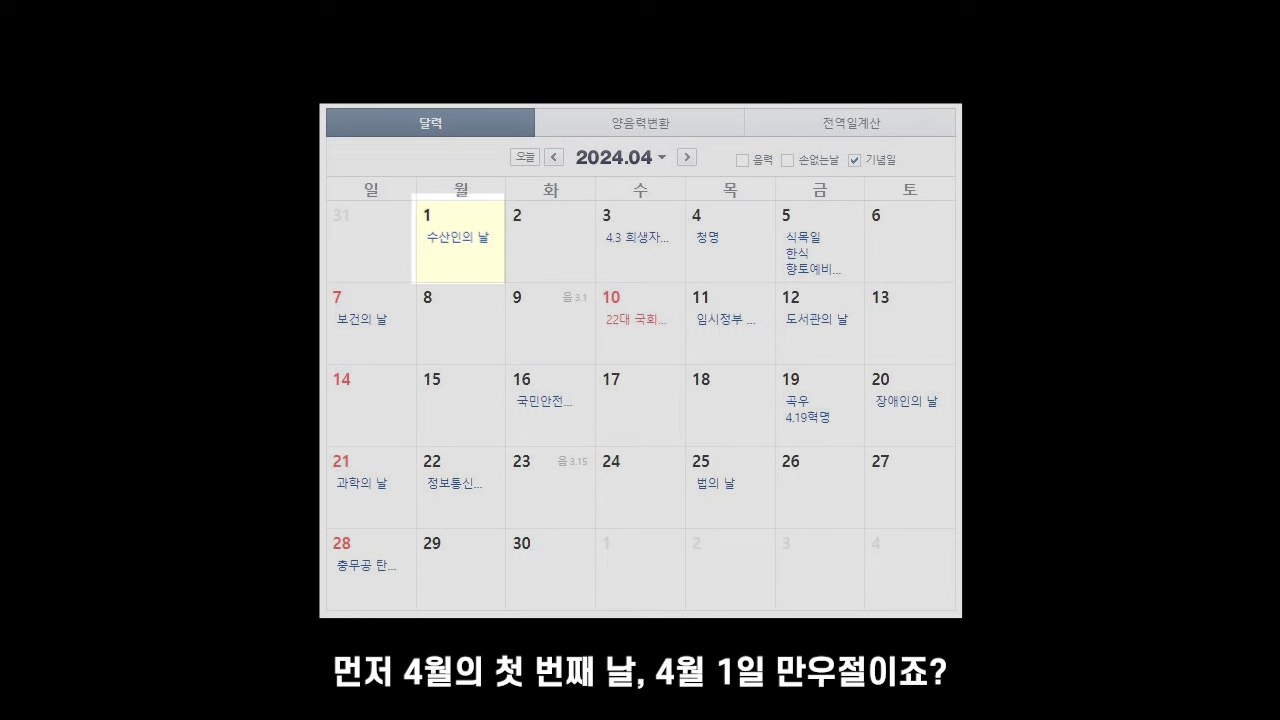 달력 양음력변환 전역일계산
오늘 < 2024.04 > 음력 손없는날 기념일
일 월 화 수 목 금 토
31 1 2 3 4 5 6
수산인의 날 4.3 희생자... 청명 식목일
한식
향토예비...
7 8 9 음 3.1 10 11 12 13
보건의 날 22대 국회... 임시정부 ... 도서관의 날
14 15 16 17 18 19 20
국민안전... 곡우 장애인의 날
4.19혁명
21 22 23 음 3.15 24 25 26 27
과학의 날 정보통신... 법의 날
28 29 30 1 2 3 4
충무공 탄...
먼저 4월의 첫 번째 날, 4월 1일 만우절이죠?